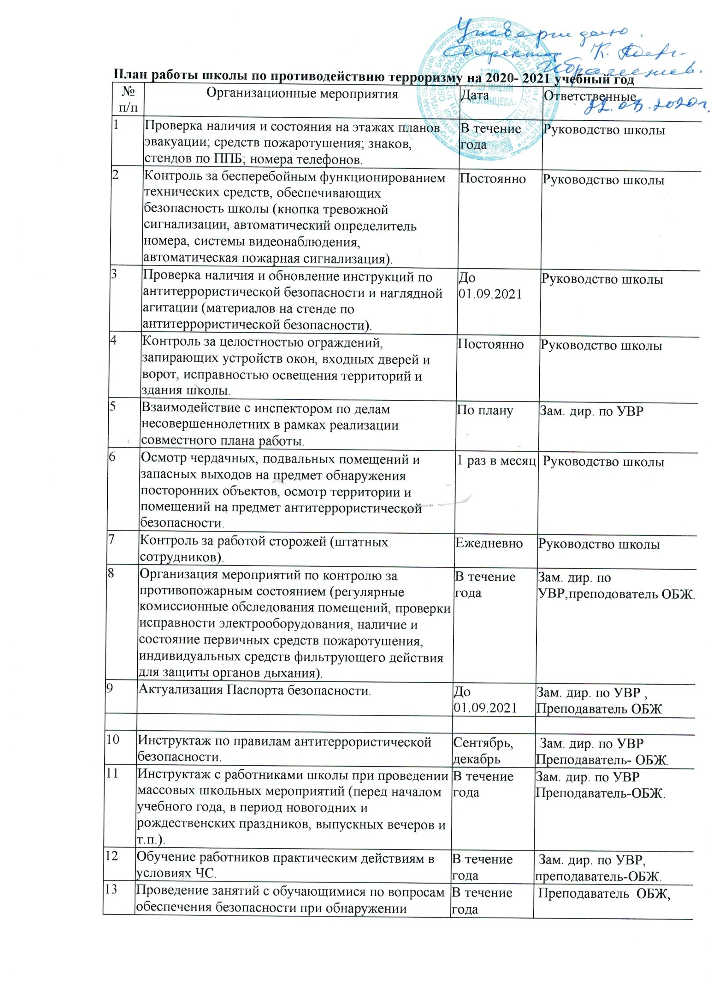 Утверждаю.
Директор К.
План работы школы по противодействию терроризму на 2020- 2021 учебный год
№ п/п Организационные мероприятия Дата Ответственные
1 Проверка наличия и состояния на этажах планов В течение Руководство школы
эвакуации; средств пожаротушения; знаков, года
стендов по ППБ; номера телефонов.
2 Контроль за бесперебойным функционированием Постоянно Руководство школы
технических средств, обеспечивающих
безопасность школы (кнопка тревожной
сигнализации, автоматический определитель
номера, системы видеонаблюдения,
автоматическая пожарная сигнализация).
3 Проверка наличия и обновление инструкций по До Руководство школы
антитеррористической безопасности и наглядной 01.09.2021
агитации (материалов на стенде по
антитеррористической безопасности).
4 Контроль за целостностью ограждений, Постоянно Руководство школы
запирающих устройств окон, входных дверей и
ворот, исправностью освещения территорий и
здания школы.
5 Взаимодействие с инспектором по делам По плану Зам. дир. по УВР
несовершеннолетних в рамках реализации
совместного плана работы.
6 Осмотр чердачных, подвальных помещений и 1 раз в месяц Руководство школы
запасных выходов на предмет обнаружения
посторонних объектов, осмотр территории и
помещений на предмет антитеррористической
безопасности.
7 Контроль за работой сторожей (штатных Ежедневно Руководство школы
сотрудников).
8 Организация мероприятий по контролю за В течение Зам. дир. по
противопожарным состоянием (регулярные года УВР,преподователь ОБЖ.
комиссионные обследования помещений, проверки
исправности электрооборудования, наличие и
состояние первичных средств пожаротушения,
индивидуальных средств фильтрующего действия
для защиты органов дыхания).
9 Актуализация Паспорта безопасности. До Зам. дир. по УВР ,
01.09.2021 Преподаватель ОБЖ
10 Инструктаж по правилам антитеррористической Сентябрь, Зам. дир. по УВР
безопасности. декабрь Преподаватель- ОБЖ.
11 Инструктаж с работниками школы при проведении В течение Зам. дир. по УВР
массовых школьных мероприятий (перед началом года Преподаватель-ОБЖ.
учебного года, в период новогодних и
рождественских праздников, выпускных вечеров и
т.п.).
12 Обучение работников практическим действиям в В течение Зам. дир. по УВР,
условиях ЧС. года преподаватель-ОБЖ.
13 Проведение занятий с обучающимися по вопросам В течение Преподаватель ОБЖ,
обеспечения безопасности при обнаружении года